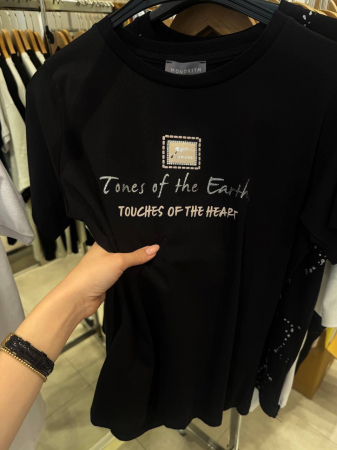 Tones of the Earth
TOUCHES OF THE HEART